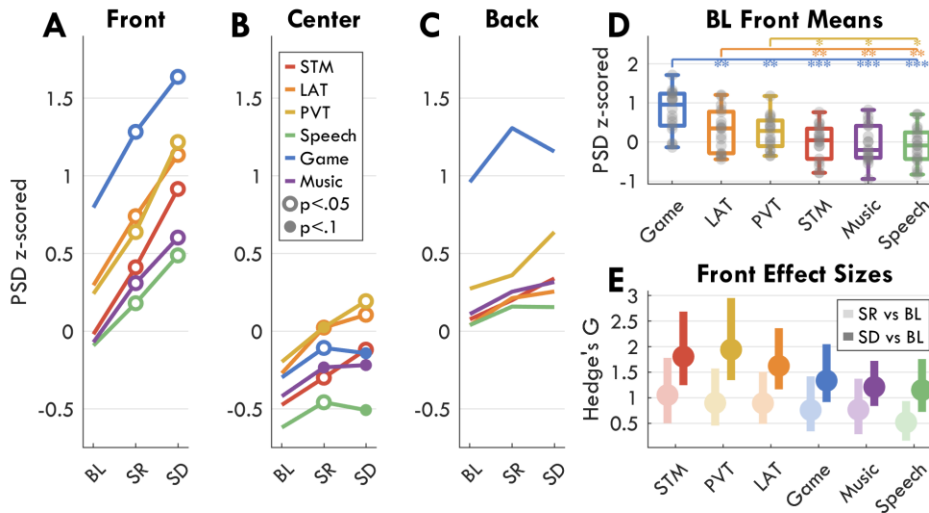 A Front
B Center
C Back
D BL Front Means
PSD z-scored
1.5
1
0.5
0
-0.5
BL
SR
SD
STM
LAT
PVT
Speech
Game
Music
p<.05
p<.1
BL
SR
SD
BL
SR
SD
* *
** **
** ** *** *** ***
PSD z-scored
2
1
0
-1
Game
LAT
PVT
STM
Music
Speech
E Front Effect Sizes
Hedge's G
3
2.5
2
1.5
1
0.5
SR vs BL
SD vs BL
STM
PVT
LAT
Game
Music
Speech